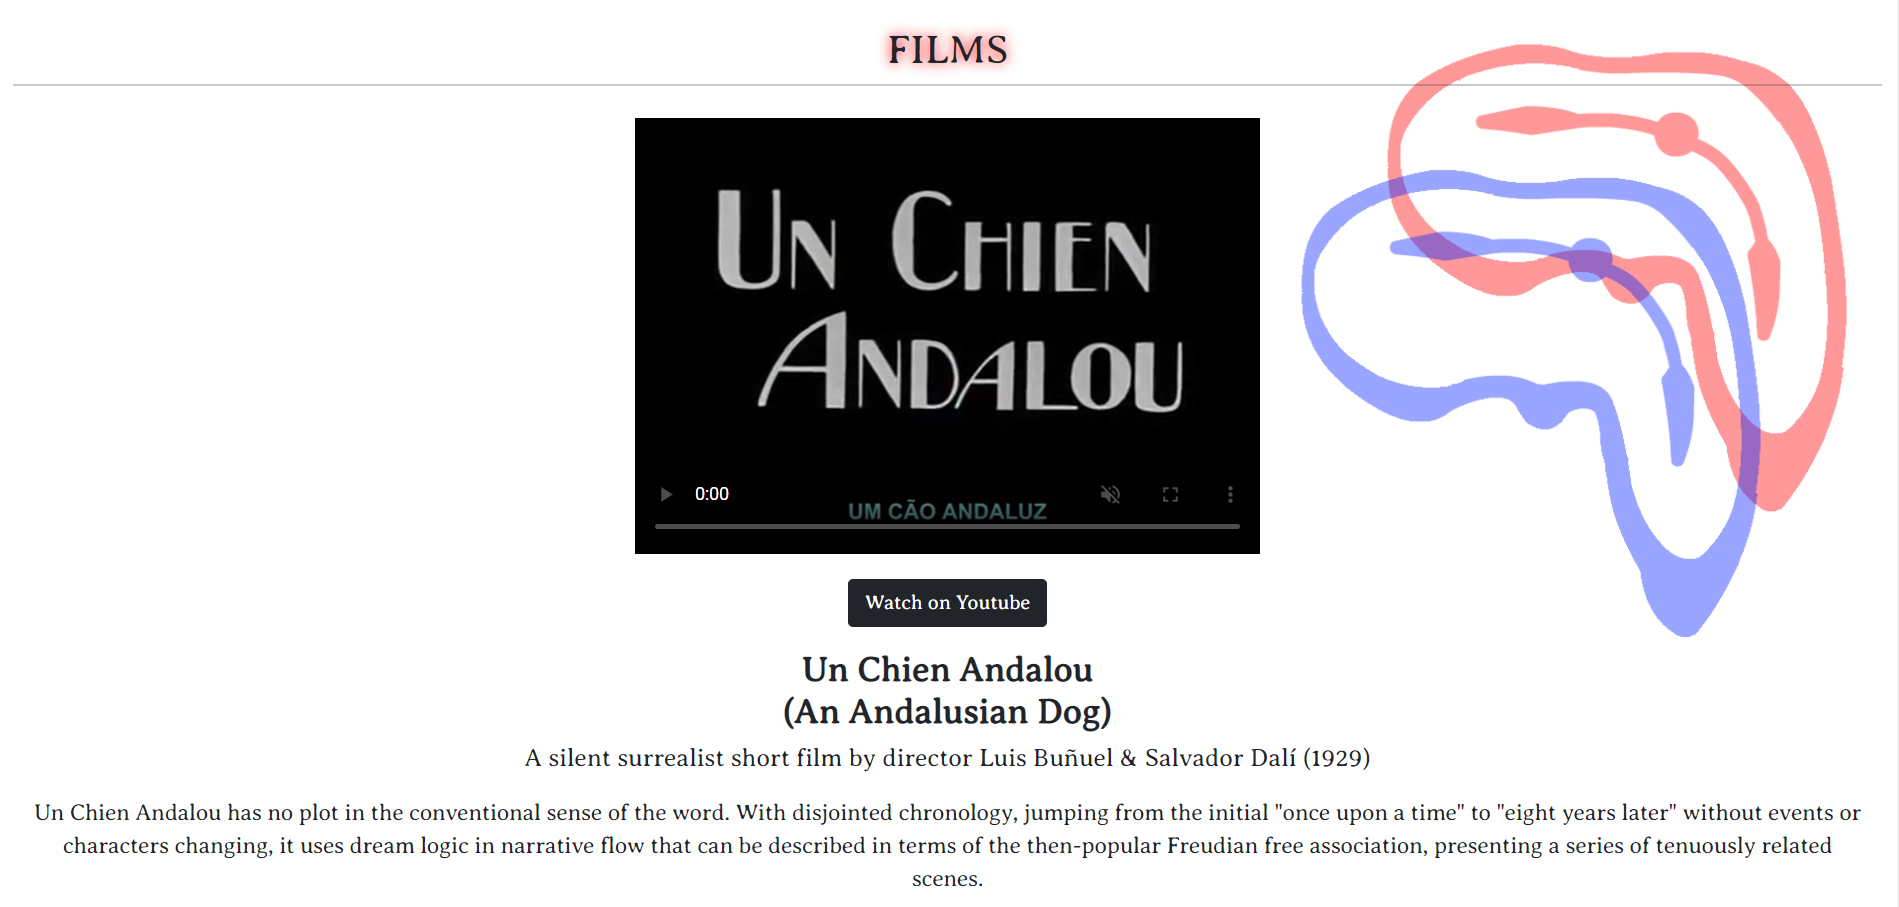 FILMS
UN CHIEN
ANDALOU
0:00
UM CÃO ANDALUZ
Watch on Youtube
Un Chien Andalou
(An Andalusian Dog)
A silent surrealist short film by director Luis Buñuel & Salvador Dalí (1929)
Un Chien Andalou has no plot in the conventional sense of the word. With disjointed chronology, jumping from the initial "once upon a time" to "eight years later" without events or
characters changing, it uses dream logic in narrative flow that can be described in terms of the then-popular Freudian free association, presenting a series of tenuously related
scenes.